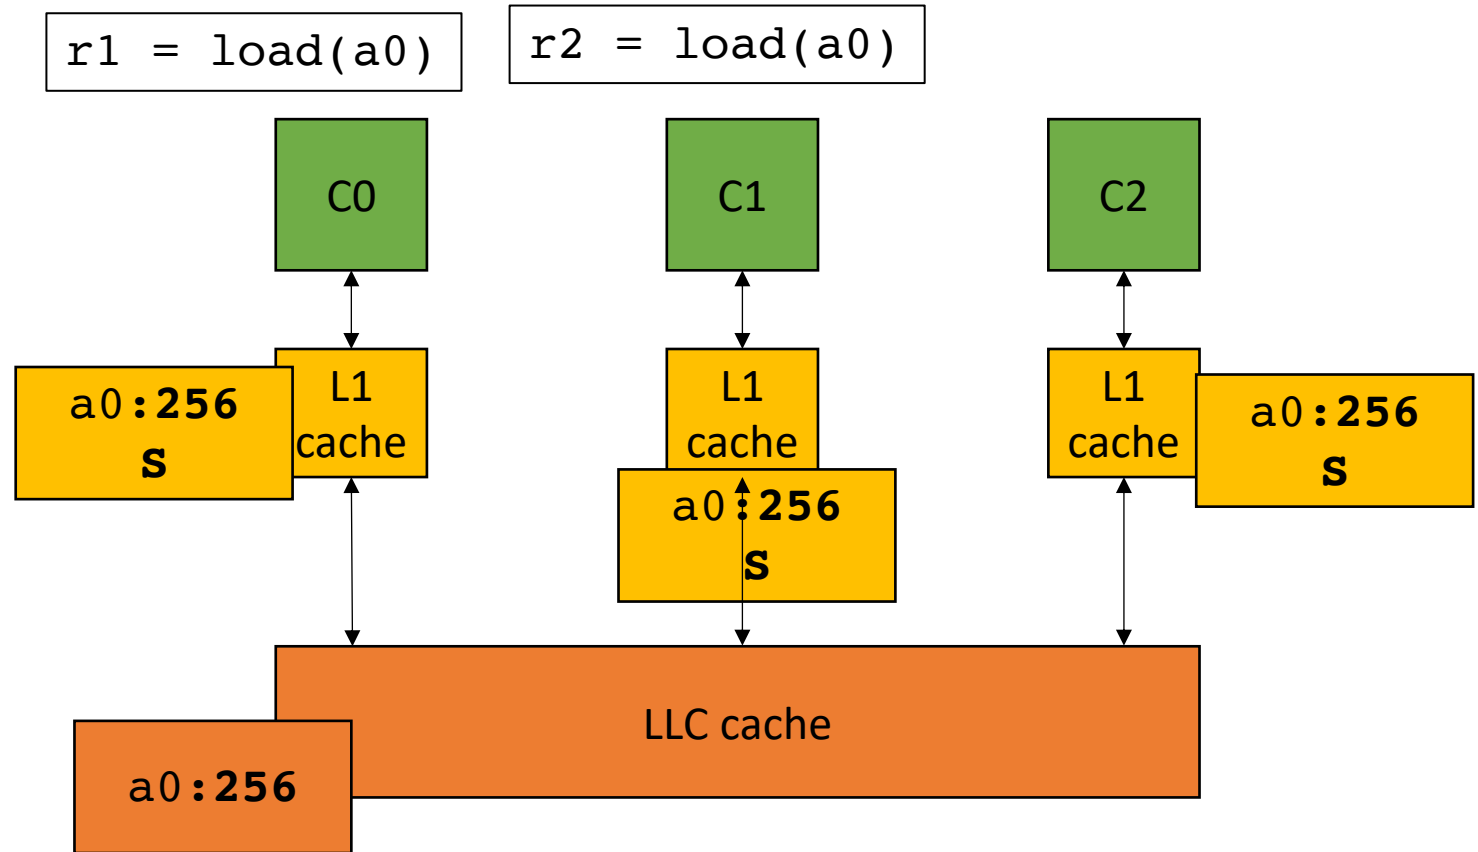 r1 = load(a0)
r2 = load(a0)
C0
C1
C2
L1
cache
a0:256
S
L1
cache
a0:256
S
L1
cache
a0:256
S
LLC cache
a0:256